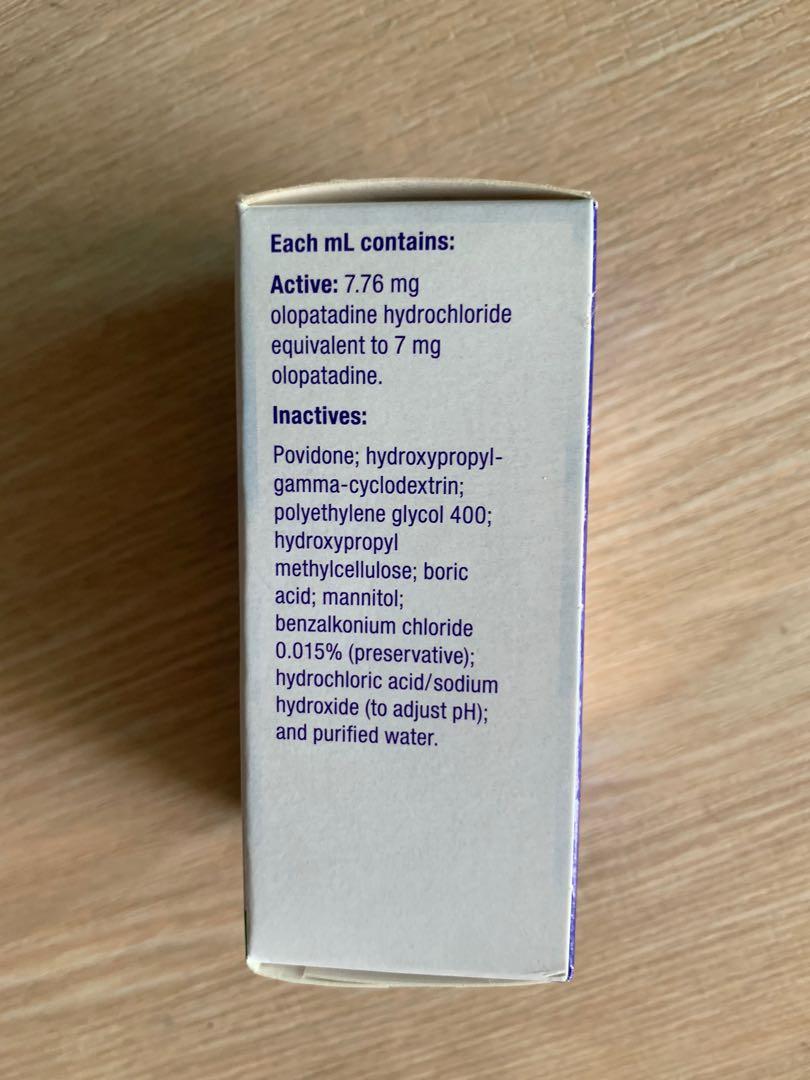 Each mL contains:
Active: 7.76 mg
olopatadine hydrochloride
equivalent to 7 mg
olopatadine.
Inactives:
Povidone; hydroxypropyl-
gamma-cyclodextrin;
polyethylene glycol 400;
hydroxypropyl
methylcellulose; boric
acid; mannitol;
benzalkonium chloride
0.015% (preservative);
hydrochloric acid/sodium
hydroxide (to adjust pH);
and purified water.